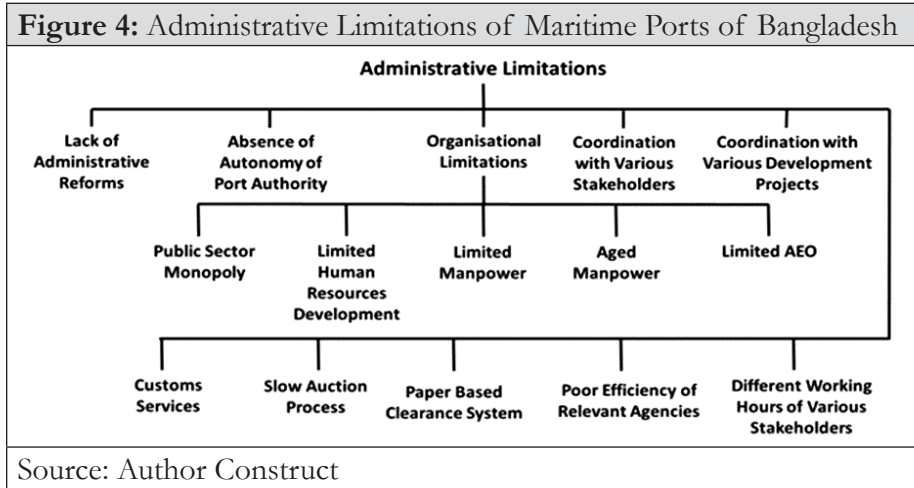 Figure 4: Administrative Limitations of Maritime Ports of Bangladesh
Administrative Limitations
Lack of
Administrative
Reforms
Absence of
Autonomy of
Port Authority
Organisational
Limitations
Coordination
with Various
Stakeholders
Coordination with
Various Development
Projects
Public Sector
Monopoly
Limited
Human
Resources
Development
Limited
Manpower
Aged
Manpower
Limited AEO
Customs
Services
Slow Auction
Process
Paper Based
Clearance System
Poor Efficiency of
Relevant Agencies
Different Working
Hours of Various
Stakeholders
Source: Author Construct